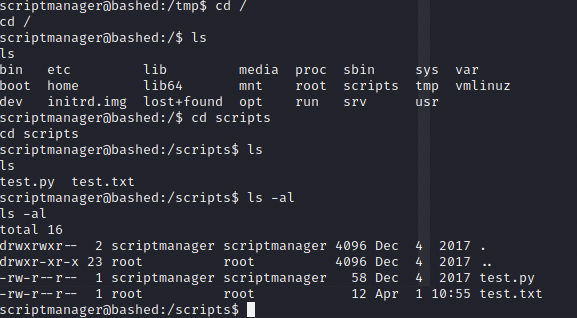 scriptmanager@bashed:/tmp$ cd /
cd /
scriptmanager@bashed:/$ ls
ls
bin   etc         lib         media  proc  sbin     sys  var
boot  home        lib64       mnt    root  scripts  tmp  vmlinuz
dev   initrd.img  lost+found  opt    run   srv      usr
scriptmanager@bashed:/$ cd scripts
cd scripts
scriptmanager@bashed:/scripts$ ls
ls
test.py  test.txt
scriptmanager@bashed:/scripts$ ls -al
ls -al
total 16
drwxrwxr--  2 scriptmanager scriptmanager 4096 Dec  4  2017 .
drwxr-xr-x 23 root          root          4096 Dec  4  2017 ..
-rw-r--r--  1 scriptmanager scriptmanager   58 Dec  4  2017 test.py
-rw-r--r--  1 root          root            12 Apr  1 10:55 test.txt
scriptmanager@bashed:/scripts$